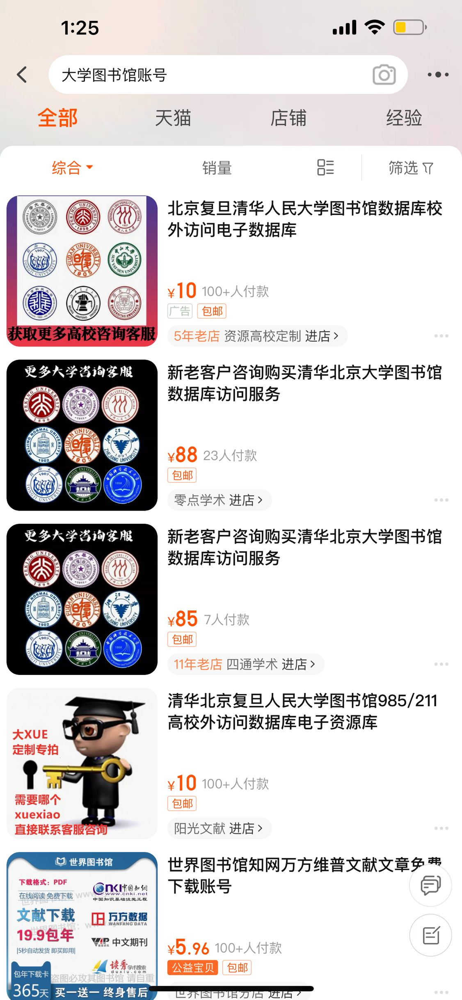 1:25
大学图书馆账号
全部 天猫 店铺 经验
综合 销量 筛选
北京复旦清华人民大学图书馆数据库校
外访问电子数据库
¥10 100+人付款
广告 包邮
5年老店 资源高校定制 进店
获取更多高校咨询客服
更多大学咨询客服
新老客户咨询购买清华北京大学图书馆
数据库访问服务
¥88 23人付款
包邮
零点学术 进店
更多大学咨询客服
新老客户咨询购买清华北京大学图书馆
数据库访问服务
¥85 7人付款
包邮
11年老店 四通学术 进店
大XUE
定制专拍
需要哪个
xuexiao
直接联系客服咨询
清华北京复旦人民大学图书馆985/211
高校外访问数据库电子资源库
¥10 100+人付款
包邮
阳光文献 进店
世界图书馆
下载格式：PDF
在线阅读 免费下载
文献下载
19.9包年
|5秒自动发货 即买即用|
包年下载卡
365天
买一送一 终身售后
cnki中国知网
www.cnki.net
中国知识基础设施工程
万方数据
WANFANG DATA
VIP 中文期刊
读秀学术搜索
duxiu.com
盗图必攻其图书馆 请自重
世界图书馆知网万方维普文献文章免费
下载账号
¥5.96 100+人付款
公益宝贝 包邮
世界图书馆分店 进店